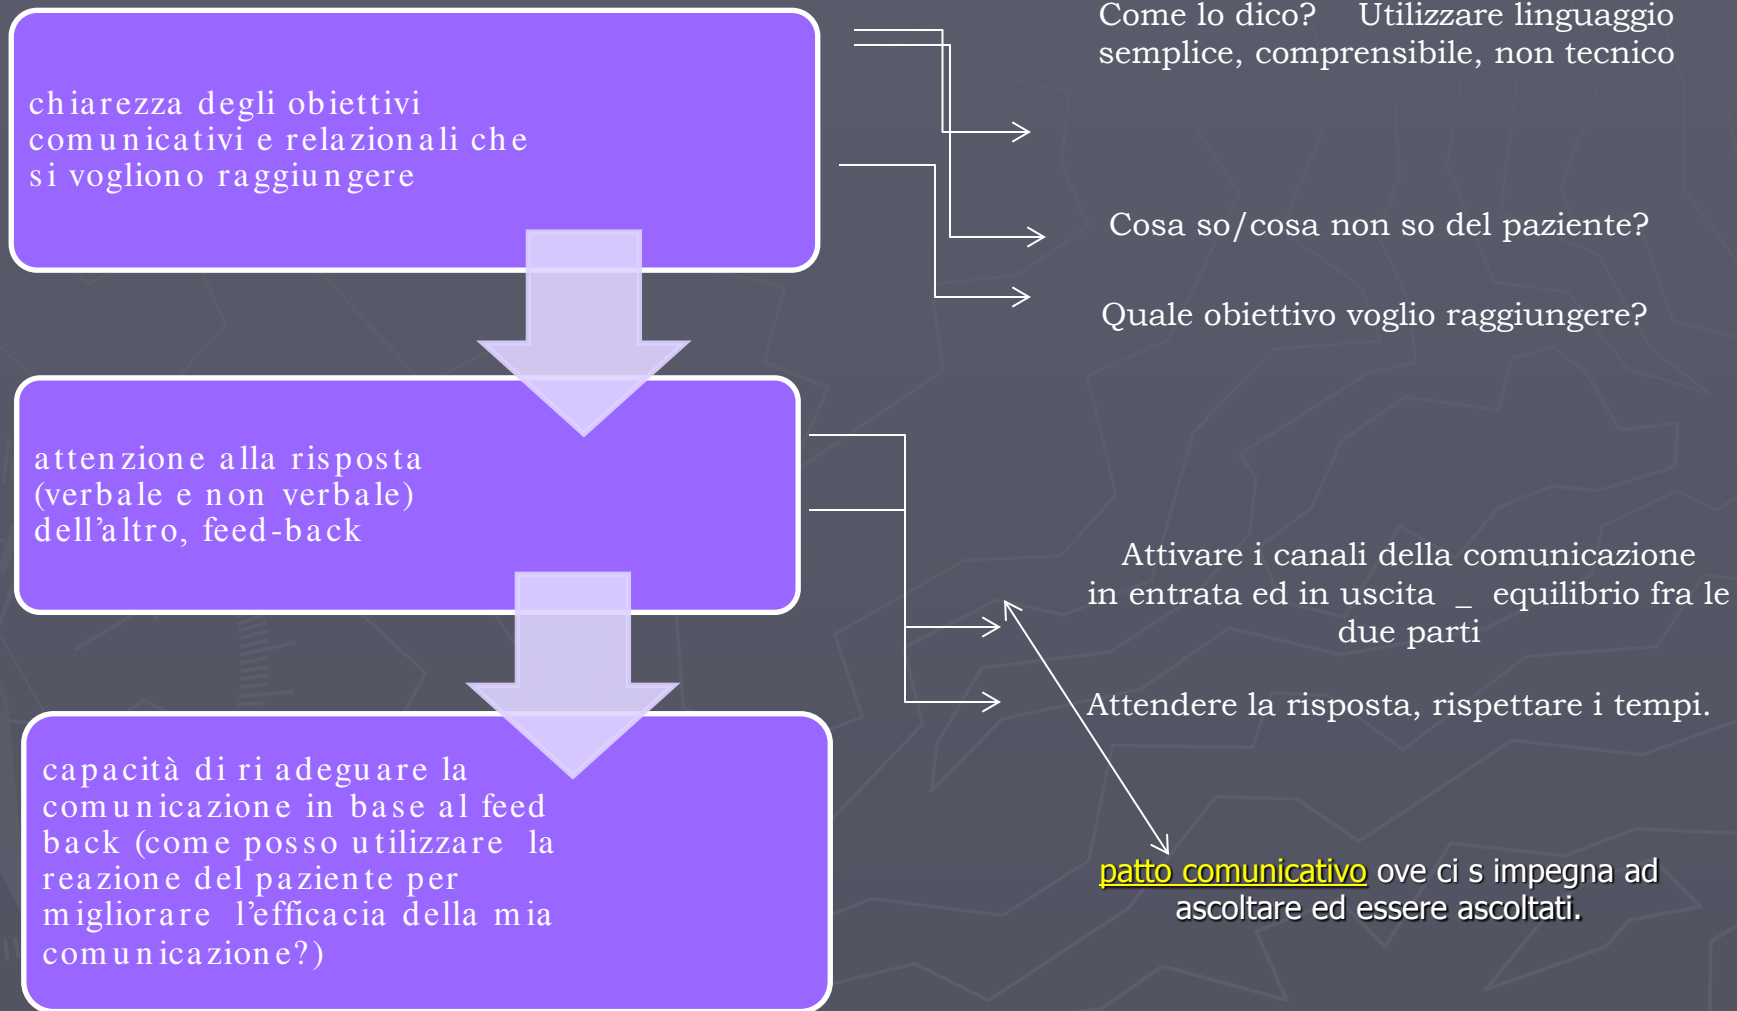 chiarezza degli obiettivi
comunicativi e relazionali che
si vogliono raggiungere
Come lo dico? Utilizzare linguaggio
semplice, comprensibile, non tecnico
Cosa so/cosa non so del paziente?
Quale obiettivo voglio raggiungere?
attenzione alla risposta
(verbale e non verbale)
dell’altro, feed-back
Attivare i canali della comunicazione
in entrata ed in uscita _ equilibrio fra le
due parti
Attendere la risposta, rispettare i tempi.
capacità di ri adeguare la
comunicazione in base al feed
back (come posso utilizzare la
reazione del paziente per
migliorare l’efficacia della mia
comunicazione?)
patto comunicativo ove ci s impegna ad
ascoltare ed essere ascoltati.